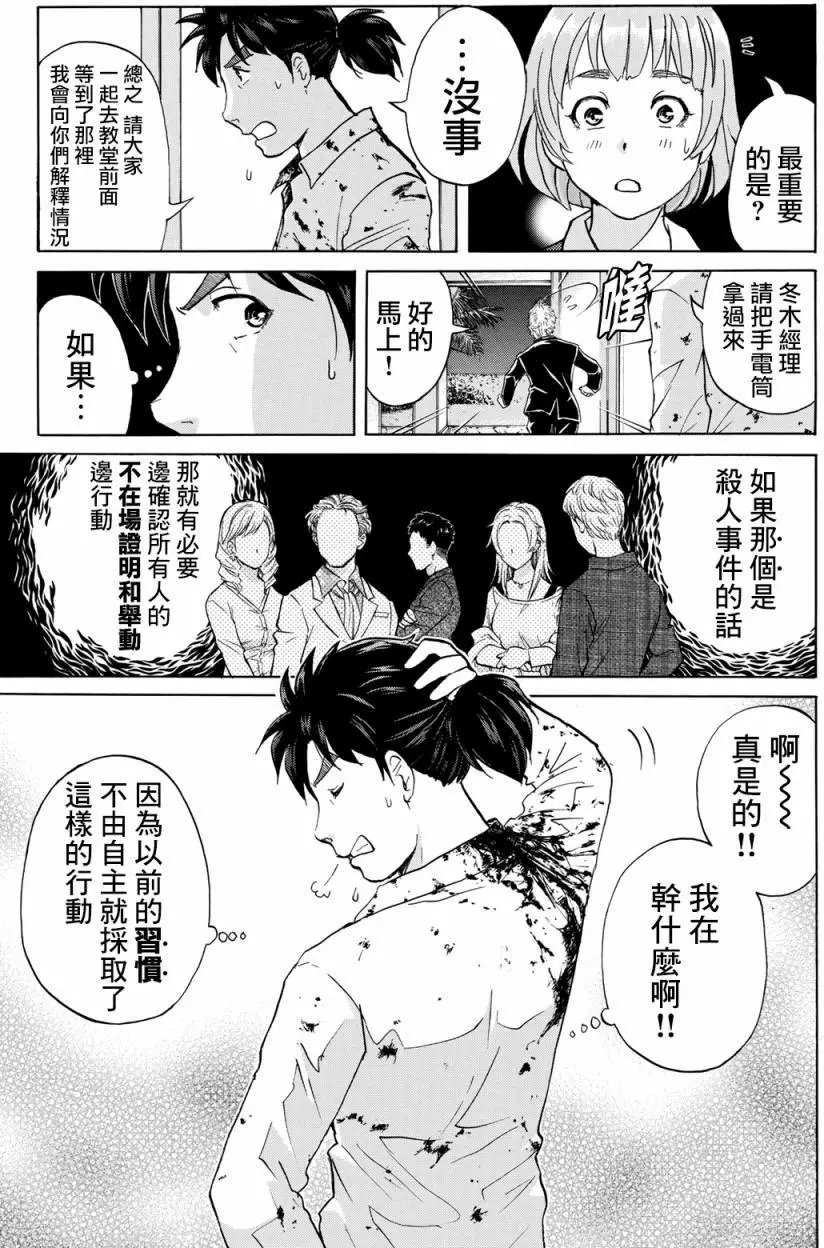 最重要
的是?
…沒事
總之 請大家
一起去教堂前面
等到了那裡
我會向你們解釋情況
冬木經理
請把手電筒
拿過來
噠
好的
馬上!
如果…
如果那個是
殺人事件的話
那就有必要
邊確認所有人的
不在場證明和舉動
邊行動
啊~~
真是的!!
我在
幹什麼啊!!
因為以前的習慣
不由自主就採取了
這樣的行動